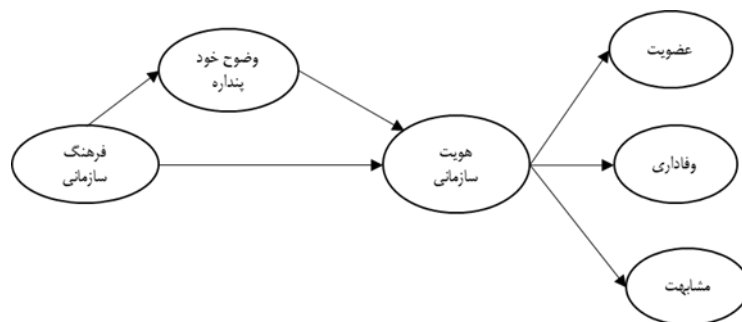 عضویت
وضوح خود
پنداره
فرهنگ
سازمانی
هویت
سازمانی
وفاداری
مشابهت